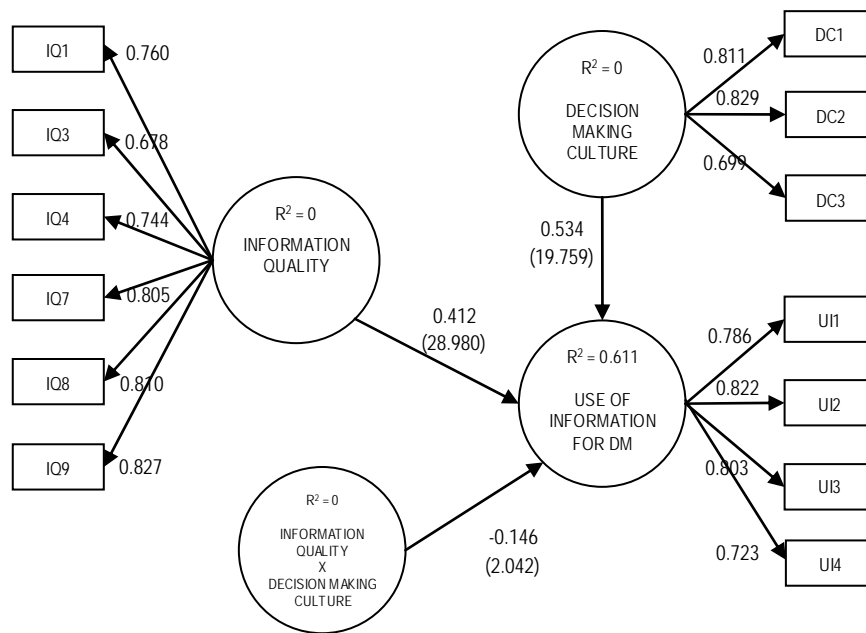 IQ1
0.760
IQ3
0.678
IQ4
0.744
IQ7
0.805
IQ8
0.810
IQ9
0.827
R² = 0
INFORMATION
QUALITY
0.412
(28.980)
R² = 0
INFORMATION
QUALITY
X
DECISION MAKING
CULTURE
-0.146
(2.042)
R² = 0
DECISION
MAKING
CULTURE
0.811
DC1
0.829
DC2
0.699
DC3
0.534
(19.759)
R² = 0.611
USE OF
INFORMATION
FOR DM
0.786
UI1
0.822
UI2
0.803
UI3
0.723
UI4